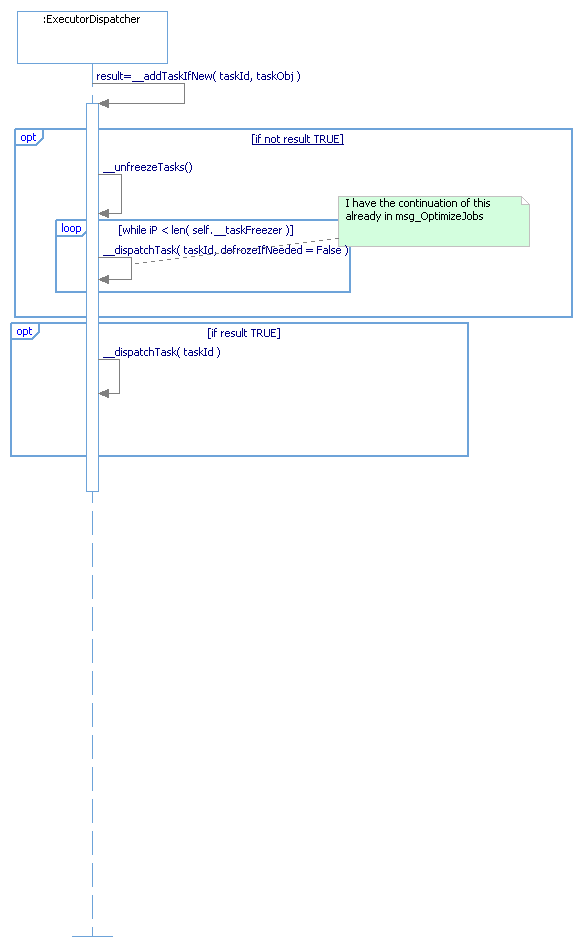 :ExecutorDispatcher
result=__addTaskIfNew( taskId, taskObj )
opt
[if not result TRUE]
__unfreezeTasks()
I have the continuation of this
already in msg_OptimizeJobs
loop
[while iP < len( self.__taskFreezer )]
__dispatchTask( taskId, defrozeIfNeeded = False )
opt
[if result TRUE]
__dispatchTask( taskId )